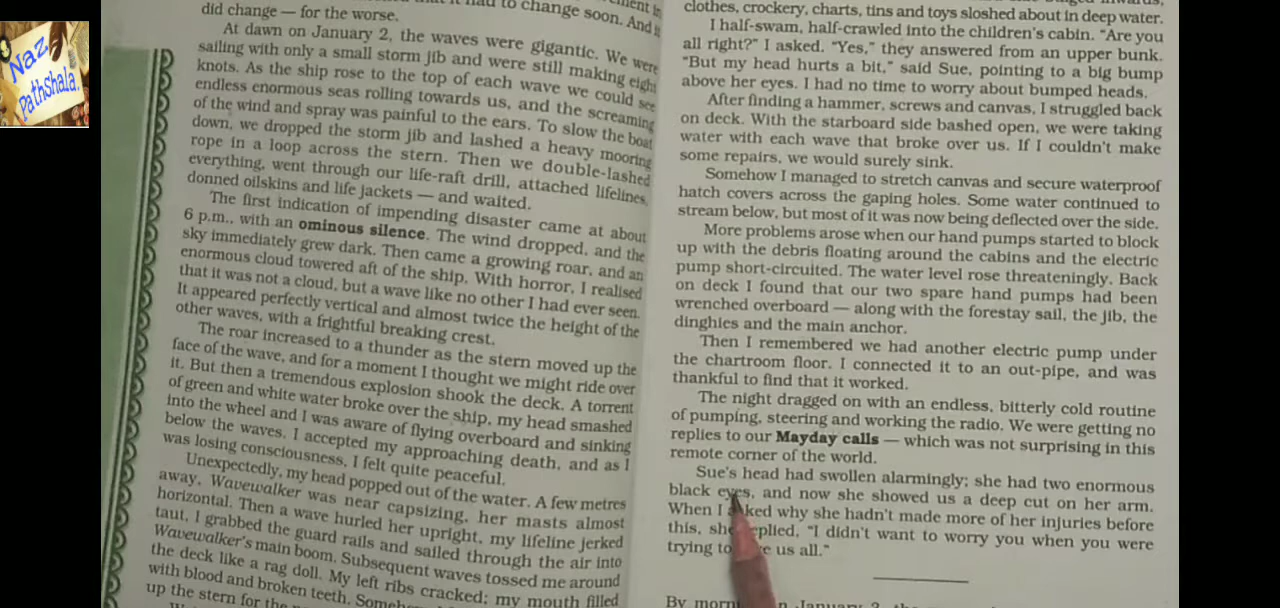 Naz
Pathshala.
to change soon. And
did change — for the worse.
At dawn on January 2, the waves were gigantic. We were
sailing with only a small storm jib and were still making eight
knots. As the ship rose to the top of each wave we could see
endless enormous seas rolling towards us, and the screaming
of the wind and spray was painful to the ears. To slow the boat
down, we dropped the storm jib and lashed a heavy mooring
rope in a loop across the stern. Then we double-lashed
everything, went through our life-raft drill, attached lifelines,
donned oilskins and life jackets — and waited.
The first indication of impending disaster came at about
6 p.m., with an ominous silence. The wind dropped, and the
sky immediately grew dark. Then came a growing roar, and an
enormous cloud towered aft of the ship. With horror, I realised
that it was not a cloud, but a wave like no other I had ever seen.
It appeared perfectly vertical and almost twice the height of the
other waves, with a frightful breaking crest.
The roar increased to a thunder as the stern moved up the
face of the wave, and for a moment I thought we might ride over
it. But then a tremendous explosion shook the deck. A torrent
of green and white water broke over the ship, my head smashed
into the wheel and I was aware of flying overboard and sinking
below the waves. I accepted my approaching death, and as I
was losing consciousness, I felt quite peaceful.
Unexpectedly, my head popped out of the water. A few metres
away, Wavewalker was near capsizing, her masts almost
horizontal. Then a wave hurled her upright, my lifeline jerked
taut, I grabbed the guard rails and sailed through the air into
Wavewalker's main boom. Subsequent waves tossed me around
the deck like a rag doll. My left ribs cracked; my mouth filled
with blood and broken teeth.
up the stern for the
clothes, crockery, charts, tins and toys sloshed about in deep water.
I half-swam, half-crawled into the children's cabin. “Are you
all right?” I asked. “Yes,” they answered from an upper bunk.
“But my head hurts a bit,” said Sue, pointing to a big bump
above her eyes. I had no time to worry about bumped heads.
After finding a hammer, screws and canvas, I struggled back
on deck. With the starboard side bashed open, we were taking
water with each wave that broke over us. If I couldn't make
some repairs, we would surely sink.
Somehow I managed to stretch canvas and secure waterproof
hatch covers across the gaping holes. Some water continued to
stream below, but most of it was now being deflected over the side.
More problems arose when our hand pumps started to block
up with the debris floating around the cabins and the electric
pump short-circuited. The water level rose threateningly. Back
on deck I found that our two spare hand pumps had been
wrenched overboard — along with the forestay sail, the jib, the
dinghies and the main anchor.
Then I remembered we had another electric pump under
the chartroom floor. I connected it to an out-pipe, and was
thankful to find that it worked.
The night dragged on with an endless, bitterly cold routine
of pumping, steering and working the radio. We were getting no
replies to our Mayday calls — which was not surprising in this
remote corner of the world.
Sue's head had swollen alarmingly; she had two enormous
black eyes, and now she showed us a deep cut on her arm.
When I asked why she hadn't made more of her injuries before
this, she replied, “I didn't want to worry you when you were
trying to us all.”
By January